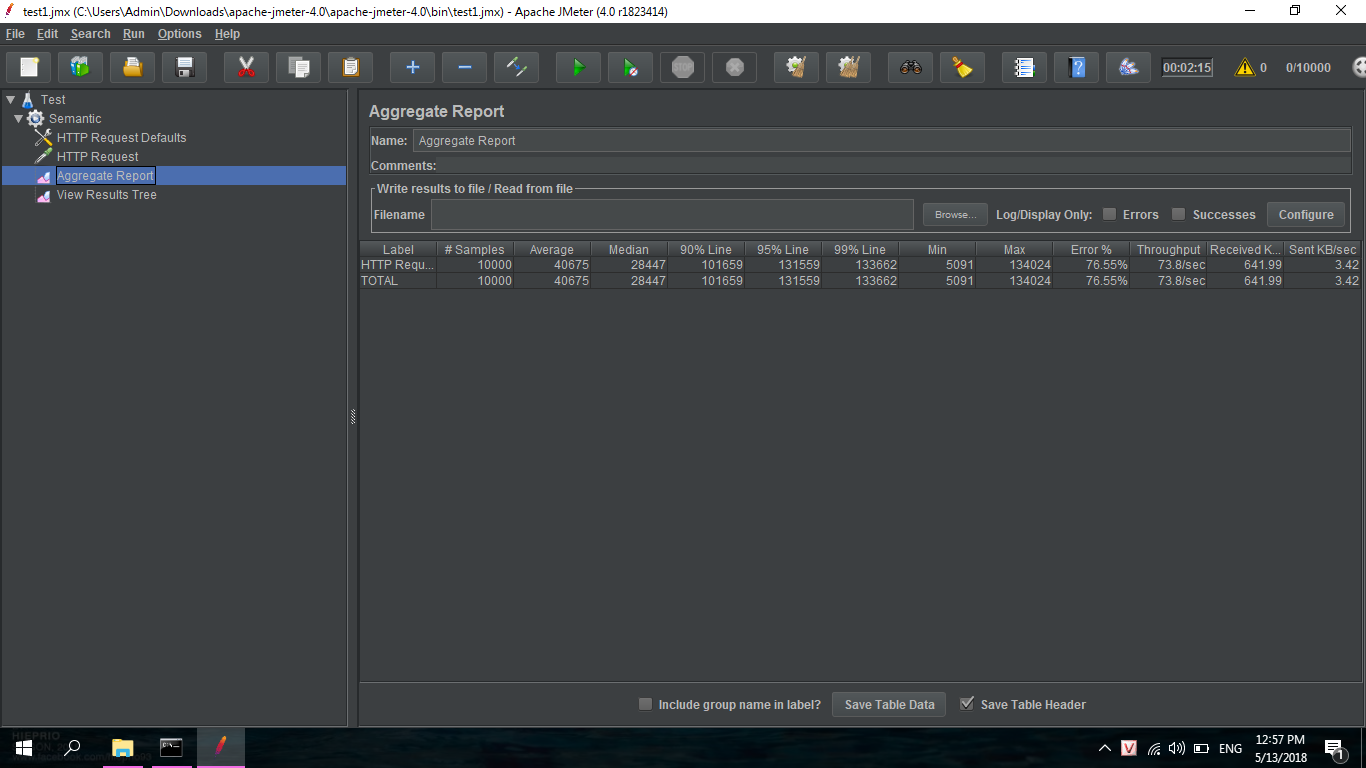 test1.jmx (C:\Users\Admin\Downloads\apache-jmeter-4.0\apache-jmeter-4.0\bin\test1.jmx) - Apache JMeter (4.0 r1823414)
File Edit Search Run Options Help
STOP 00:02:15 0 0/10000
Test
Semantic
HTTP Request Defaults
HTTP Request
Aggregate Report
View Results Tree
Aggregate Report
Name: Aggregate Report
Comments:
Write results to file / Read from file
Filename Browse... Log/Display Only: Errors Successes Configure
Label # Samples Average Median 90% Line 95% Line 99% Line Min Max Error % Throughput Received K... Sent KB/sec
HTTP Requ... 10000 40675 28447 101659 131559 133662 5091 134024 76.55% 73.8/sec 641.99 3.42
TOTAL 10000 40675 28447 101659 131559 133662 5091 134024 76.55% 73.8/sec 641.99 3.42
Include group name in label? Save Table Data Save Table Header
V ENG 12:57 PM
5/13/2018 1